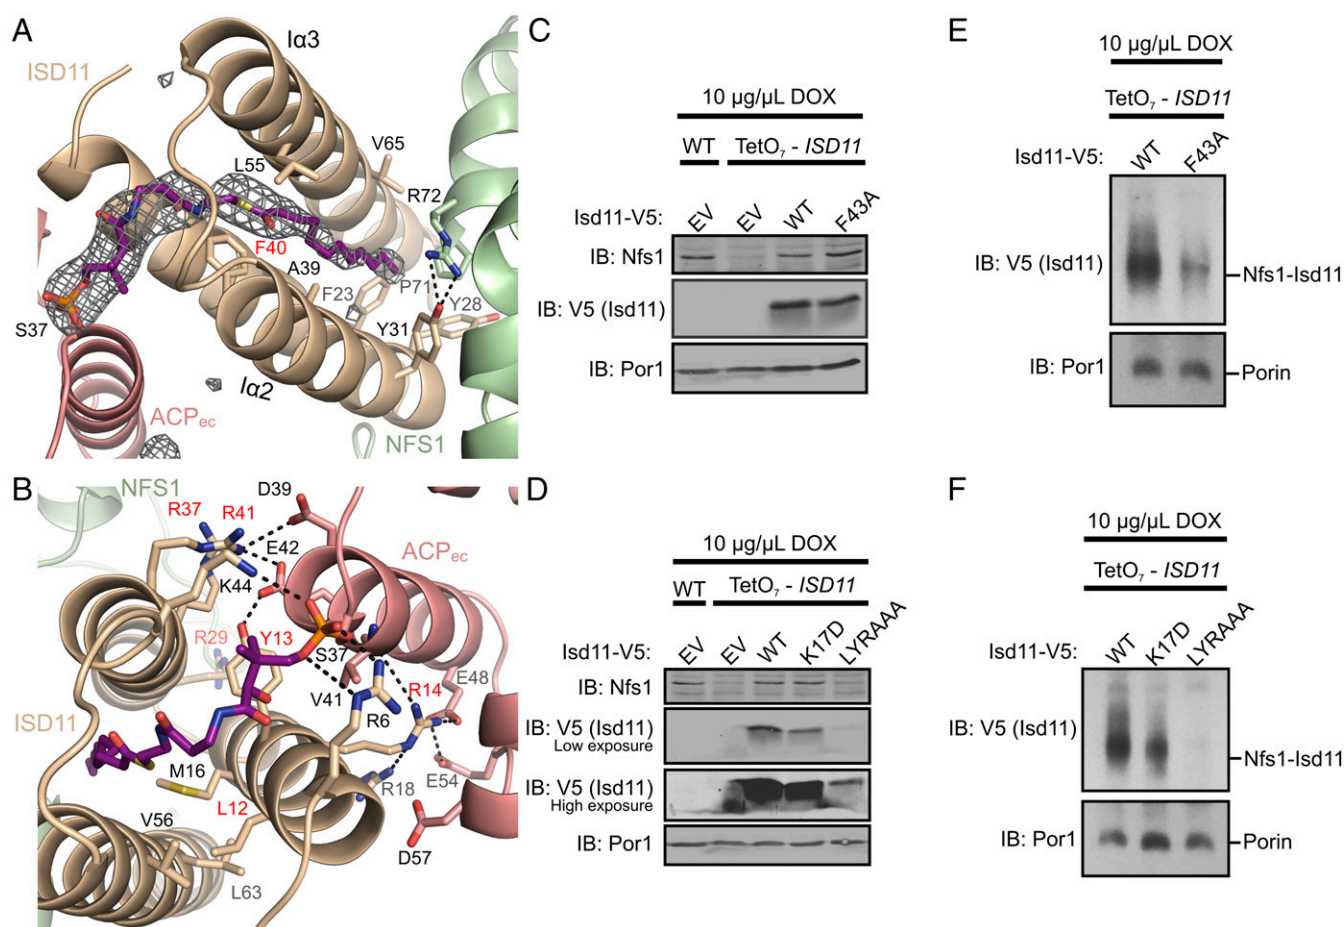 A
ISD11
Iα3
L55
V65
R72
F40
A39
F23
P71
Y28
Y31
S37
Iα2
ACPec
NFS1
B
NFS1
R37
R41
D39
E42
ACPec
K44
R29
Y13
S37
E48
V41
R14
R6
ISD11
M16
E54
R18
L12
V56
D57
L63
C
10 µg/µL DOX
WT TetO7 - ISD11
Isd11-V5: EV EV WT F43A
IB: Nfs1
IB: V5 (Isd11)
IB: Por1
D
10 µg/µL DOX
WT TetO7 - ISD11
Isd11-V5: EV EV WT K17D LYRAAA
IB: Nfs1
IB: V5 (Isd11)
Low exposure
IB: V5 (Isd11)
High exposure
IB: Por1
E
10 µg/µL DOX
TetO7 - ISD11
Isd11-V5: WT F43A
IB: V5 (Isd11)
Nfs1-Isd11
IB: Por1
Porin
F
10 µg/µL DOX
TetO7 - ISD11
Isd11-V5: WT K17D LYRAAA
IB: V5 (Isd11)
Nfs1-Isd11
IB: Por1
Porin